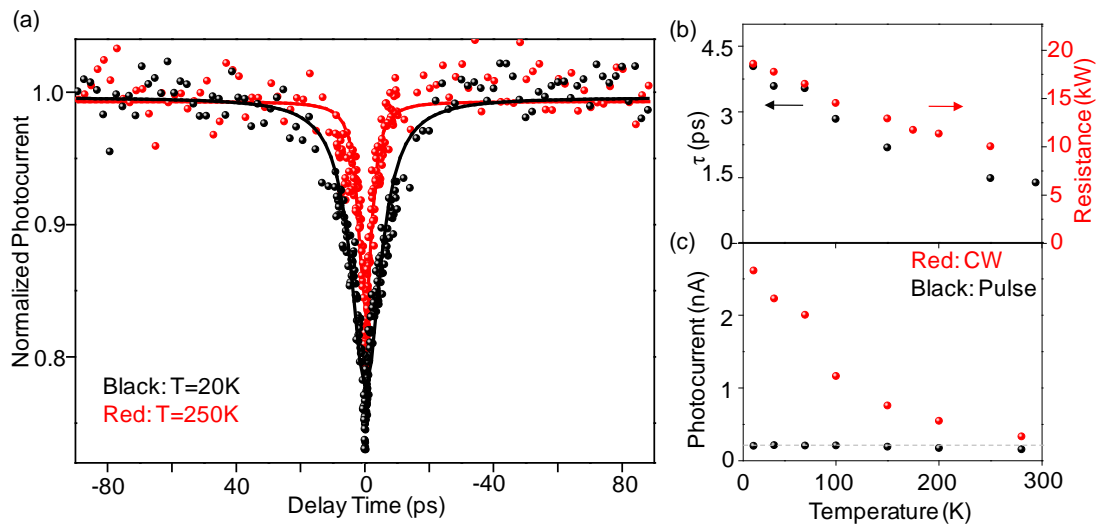 (a)
Normalized Photocurrent
1.0
0.9
0.8
Black: T=20K
Red: T=250K
-80
40
0
-40
80
Delay Time (ps)
(b)
τ (ps)
4.5
3
1.5
0
20
15
10
5
0
Resistance (kW)
(c)
Photocurrent (nA)
2
1
0
Red: CW
Black: Pulse
0
100
200
300
Temperature (K)